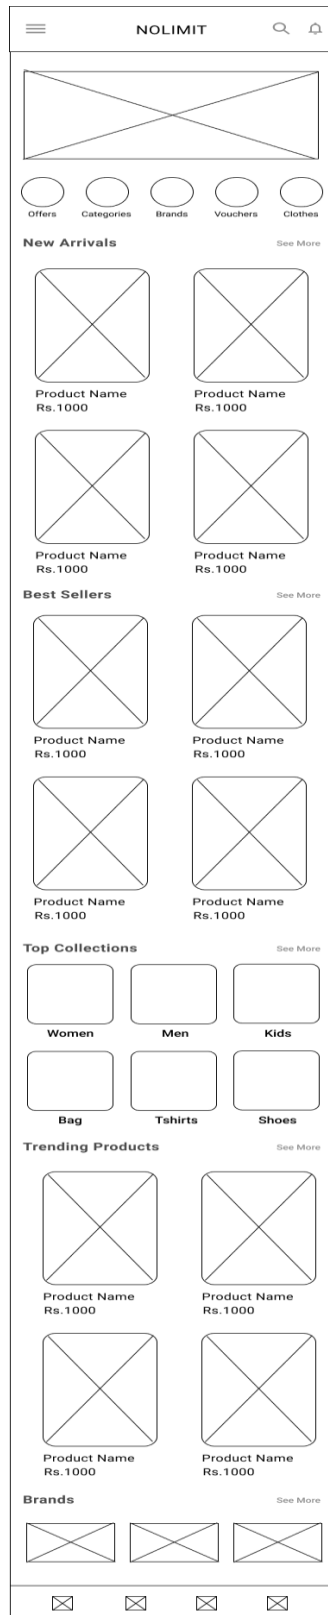 NOLIMIT
Offers Categories Brands Vouchers Clothes
New Arrivals See More
Product Name Product Name
Rs.1000 Rs.1000
Product Name Product Name
Rs.1000 Rs.1000
Best Sellers See More
Product Name Product Name
Rs.1000 Rs.1000
Product Name Product Name
Rs.1000 Rs.1000
Top Collections See More
Women Men Kids
Bag Tshirts Shoes
Trending Products See More
Product Name Product Name
Rs.1000 Rs.1000
Product Name Product Name
Rs.1000 Rs.1000
Brands See More